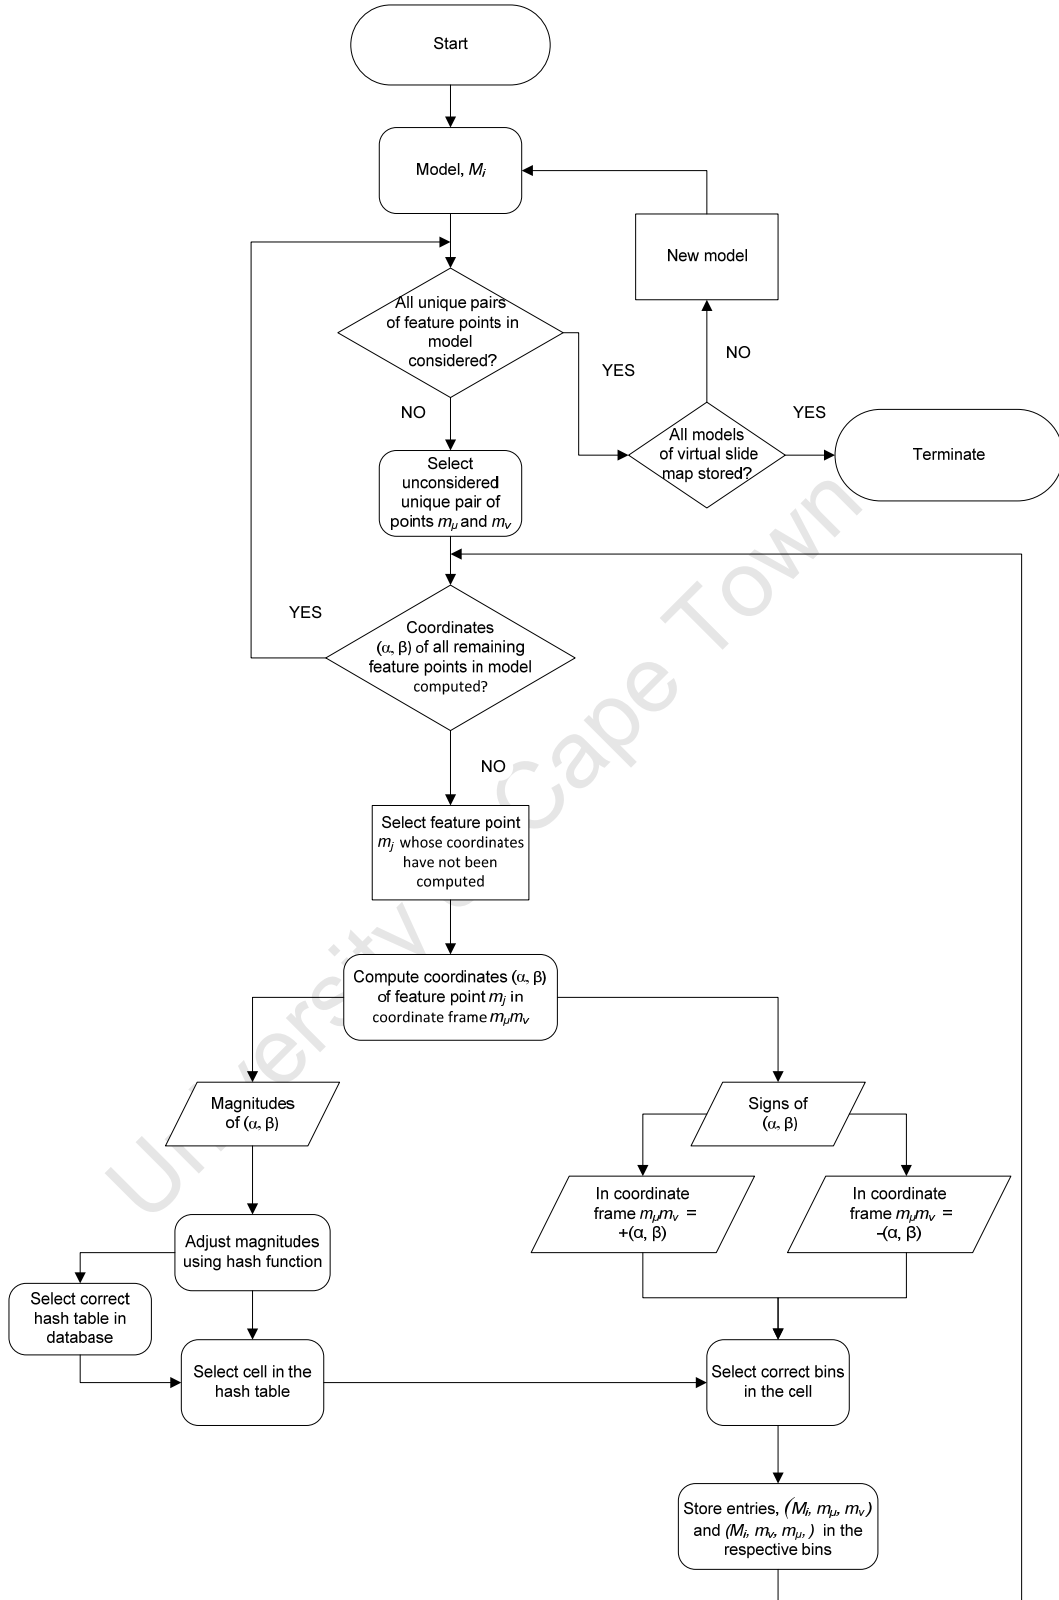 Start
Model, Mᵢ
New model
All unique pairs
of feature points in
model
considered?
YES
NO
NO
YES
All models
of virtual slide
map stored?
Terminate
Select
unconsidered
unique pair of
points mμ and mν
YES
Coordinates
(α, β) of all remaining
feature points in model
computed?
NO
Select feature point
mⱼ whose coordinates
have not been
computed
Compute coordinates (α, β)
of feature point mⱼ in
coordinate frame mμmν
Magnitudes
of (α, β)
Signs of
(α, β)
In coordinate
frame mμmν =
+(α, β)
In coordinate
frame mμmν =
-(α, β)
Adjust magnitudes
using hash function
Select correct
hash table in
database
Select cell in the
hash table
Select correct bins
in the cell
Store entries, (Mᵢ, mμ, mν)
and (Mᵢ, mν, mμ,) in the
respective bins
University of Cape Town